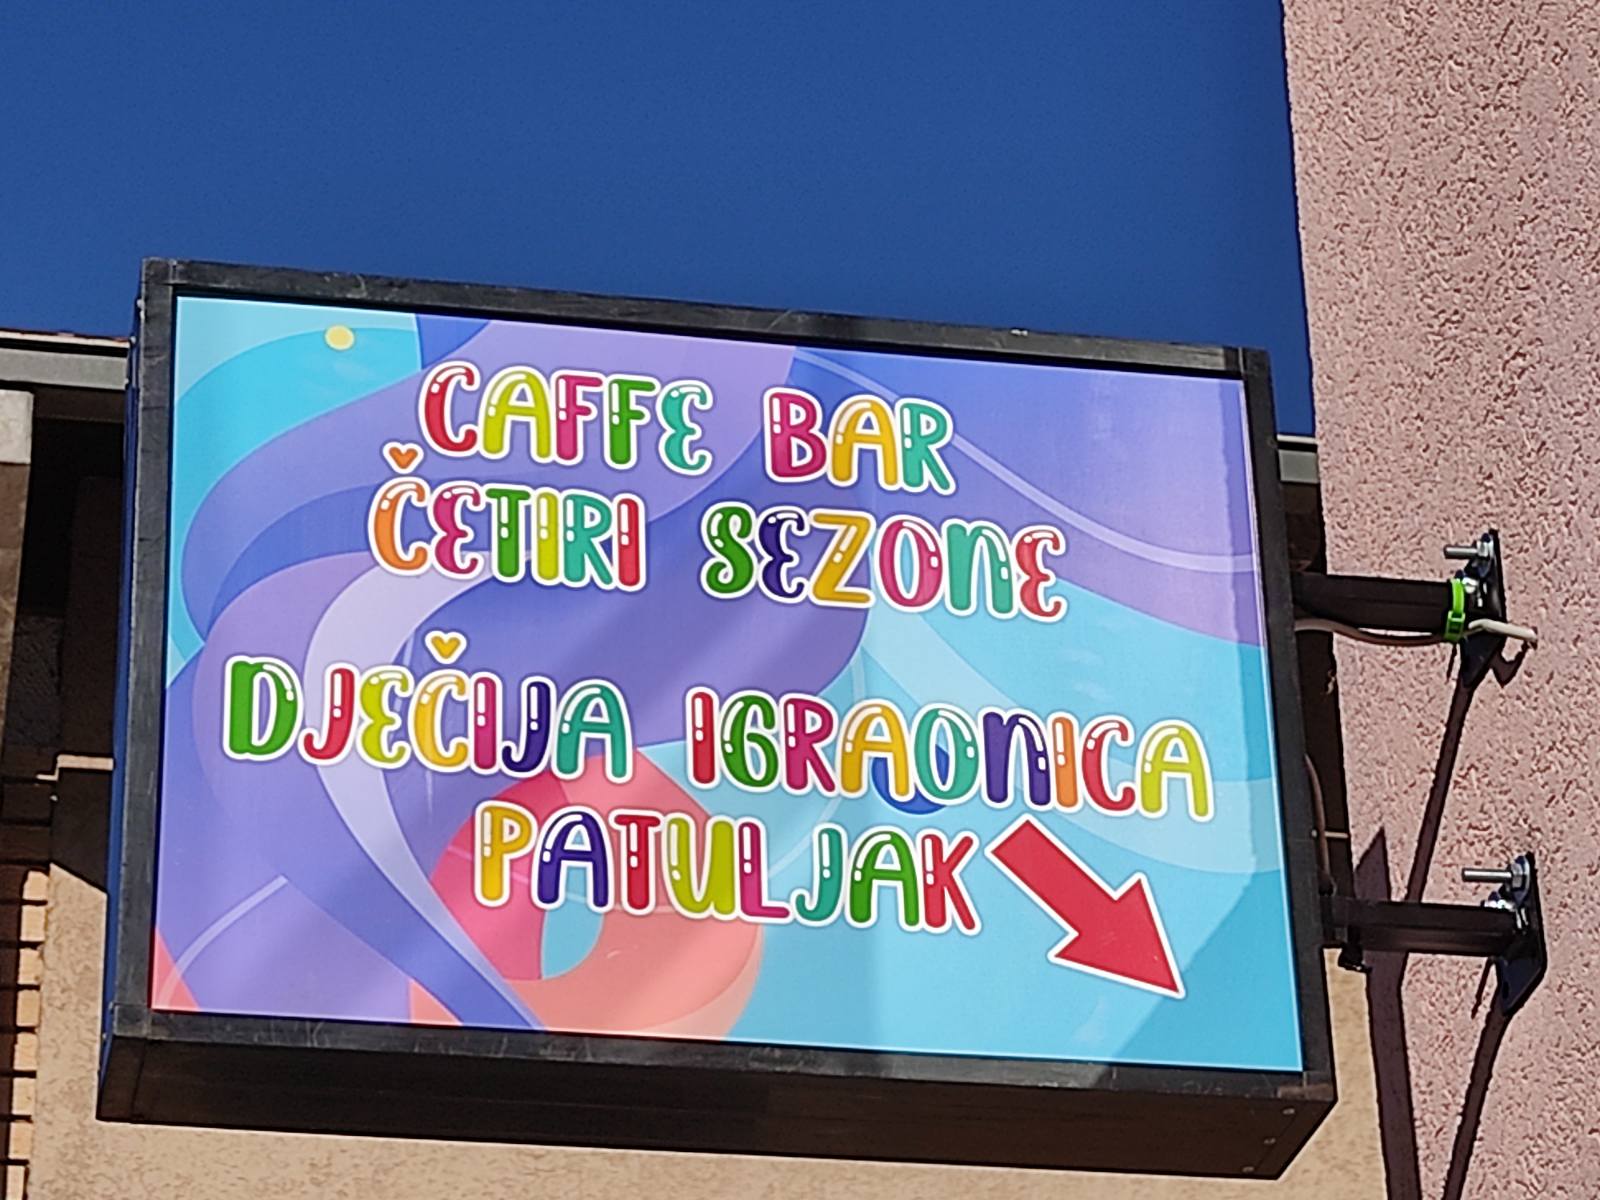 CAFFE BAR
ČETIRI SEZONE
DJEČIJA IGRAONICA
PATULJAK